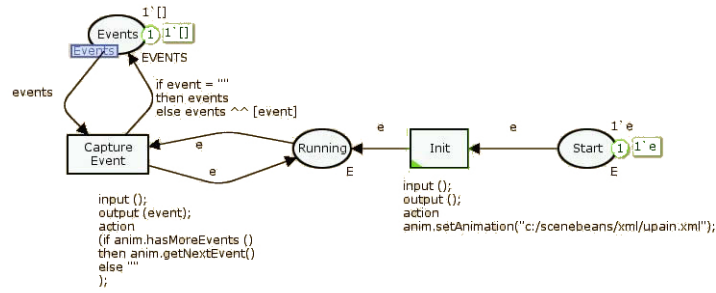 1`[]
Events
1
1`[]
Events
EVENTS
events
if event = ""
then events
else events ^^ [event]
Capture
Event
e
e
Running
E
e
Init
e
1`e
Start
1
1`e
E
input ();
output (event);
action
(if anim.hasMoreEvents ()
then anim.getNextEvent()
else ""
);
input ();
output ();
action
anim.setAnimation("c:/scenebeans/xml/upain.xml");